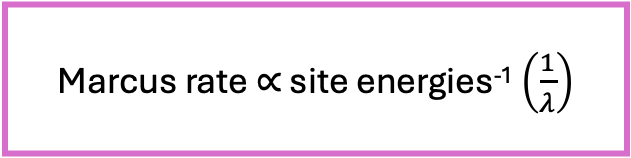 Marcus rate ∝ site energies⁻¹ (1/λ)